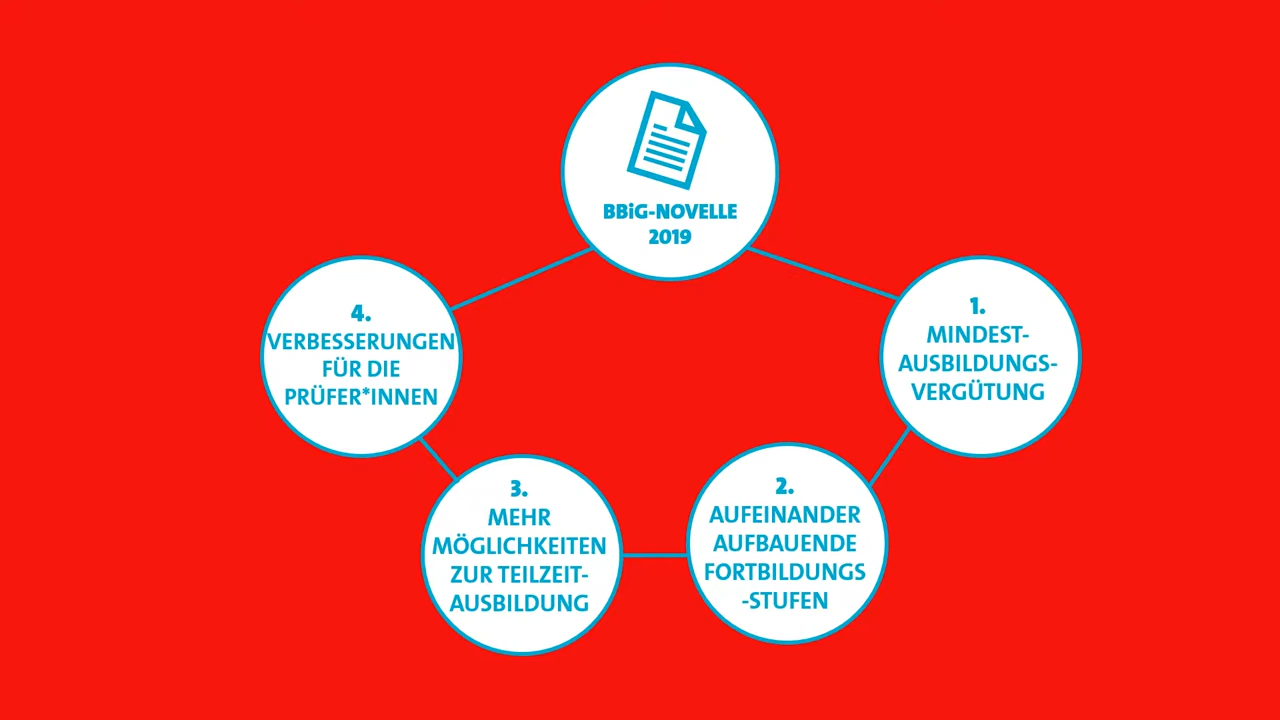 BBiG-NOVELLE
2019
1.
MINDEST-
AUSBILDUNGS-
VERGÜTUNG
2.
AUFEINANDER
AUFBAUENDE
FORTBILDUNGS
-STUFEN
3.
MEHR
MÖGLICHKEITEN
ZUR TEILZEIT-
AUSBILDUNG
4.
VERBESSERUNGEN
FÜR DIE
PRÜFER*INNEN